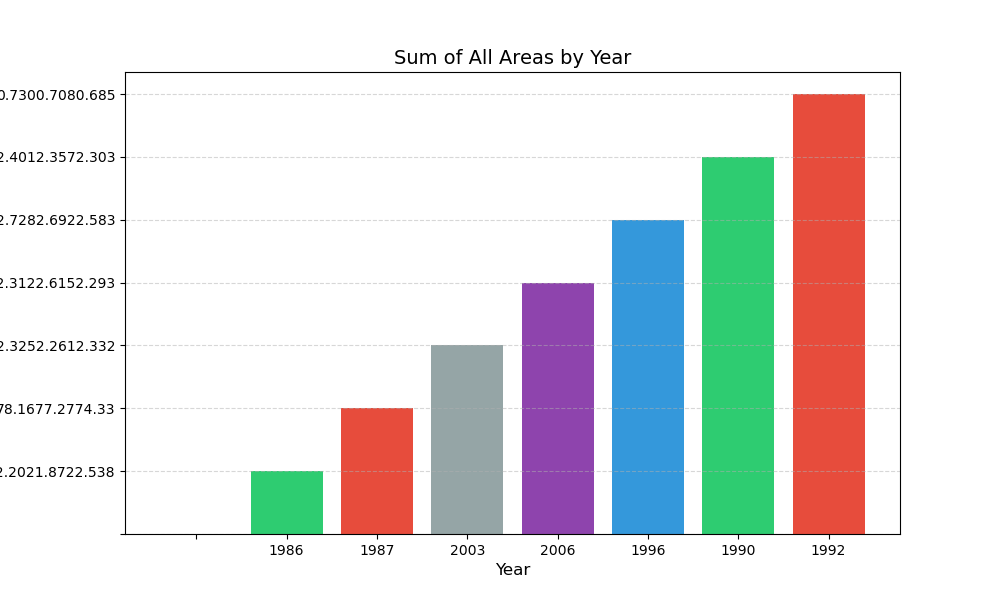 Sum of All Areas by Year
0.7300.7080.685
2.4012.3572.303
2.7282.6922.583
2.3122.6152.293
2.3252.2612.332
78.1677.2774.33
2.2021.8722.538
1986 1987 2003 2006 1996 1990 1992
Year